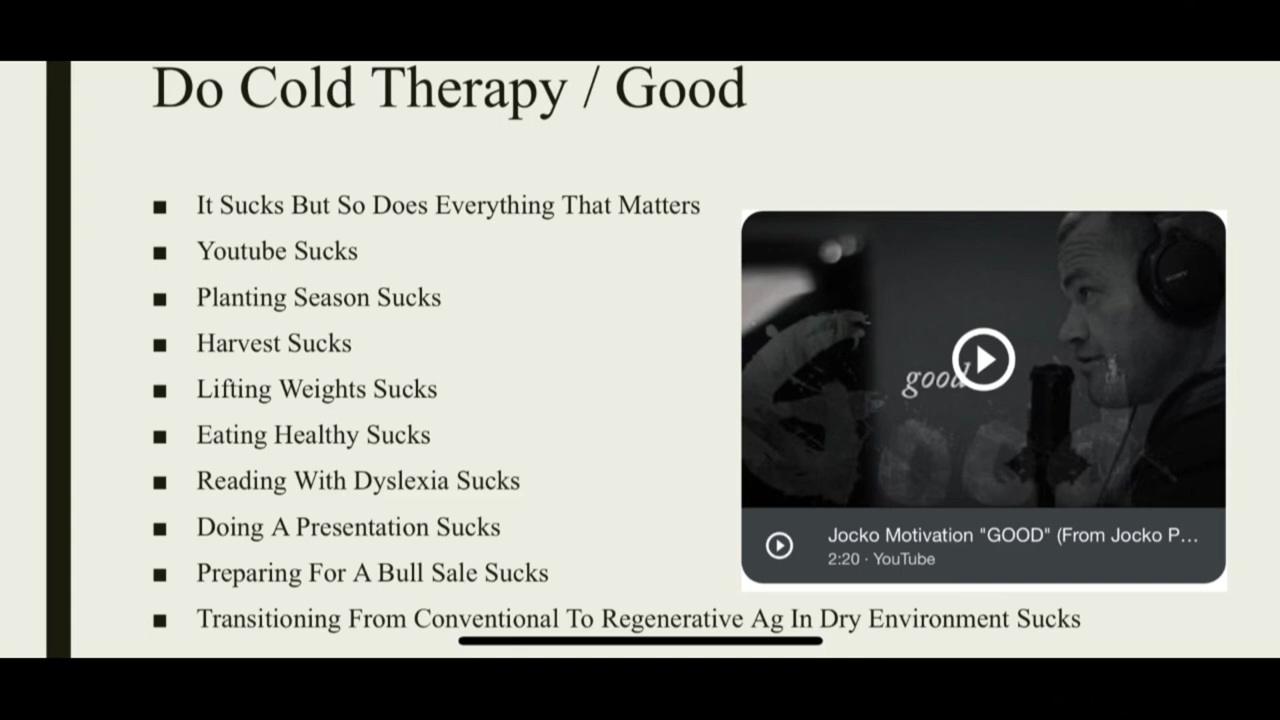 Do Cold Therapy / Good
■ It Sucks But So Does Everything That Matters
■ Youtube Sucks
■ Planting Season Sucks
■ Harvest Sucks
■ Lifting Weights Sucks
■ Eating Healthy Sucks
■ Reading With Dyslexia Sucks
■ Doing A Presentation Sucks
■ Preparing For A Bull Sale Sucks
■ Transitioning From Conventional To Regenerative Ag In Dry Environment Sucks
SONY
good
GOOD
Jocko Motivation "GOOD" (From Jocko P...
2:20 · YouTube